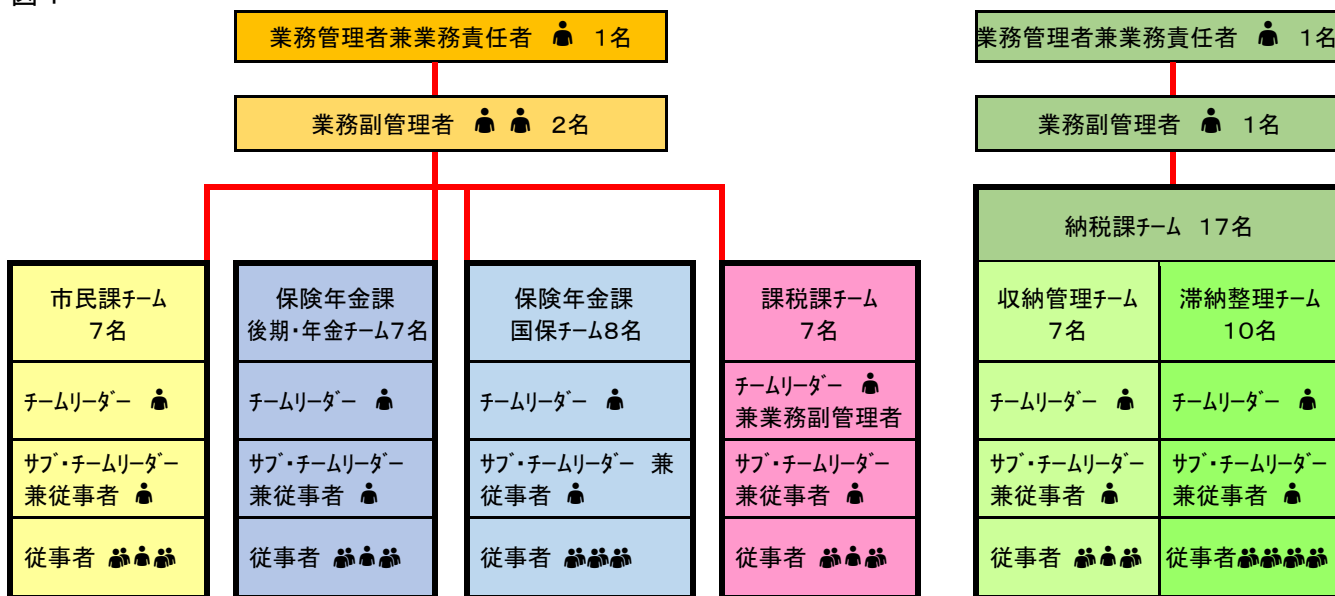 業務管理者兼業務責任者 1名
業務副管理者 2名
市民課ﾁｰﾑ
7名
ﾁｰﾑﾘｰﾀﾞｰ
ｻﾌﾞ・ﾁｰﾑﾘｰﾀﾞｰ
兼従事者
従事者
保険年金課
後期・年金ﾁｰﾑ7名
ﾁｰﾑﾘｰﾀﾞｰ
ｻﾌﾞ・ﾁｰﾑﾘｰﾀﾞｰ
兼従事者
従事者
保険年金課
国保ﾁｰﾑ8名
ﾁｰﾑﾘｰﾀﾞｰ
ｻﾌﾞ・ﾁｰﾑﾘｰﾀﾞｰ 兼
従事者
従事者
課税課ﾁｰﾑ
7名
ﾁｰﾑﾘｰﾀﾞｰ
兼業務副管理者
ｻﾌﾞ・ﾁｰﾑﾘｰﾀﾞｰ
兼従事者
従事者
業務管理者兼業務責任者 1名
業務副管理者 1名
納税課ﾁｰﾑ 17名
収納管理ﾁｰﾑ
7名
ﾁｰﾑﾘｰﾀﾞｰ
ｻﾌﾞ・ﾁｰﾑﾘｰﾀﾞｰ
兼従事者
従事者
滞納整理ﾁｰﾑ
10名
ﾁｰﾑﾘｰﾀﾞｰ
ｻﾌﾞ・ﾁｰﾑﾘｰﾀﾞｰ
兼従事者
従事者